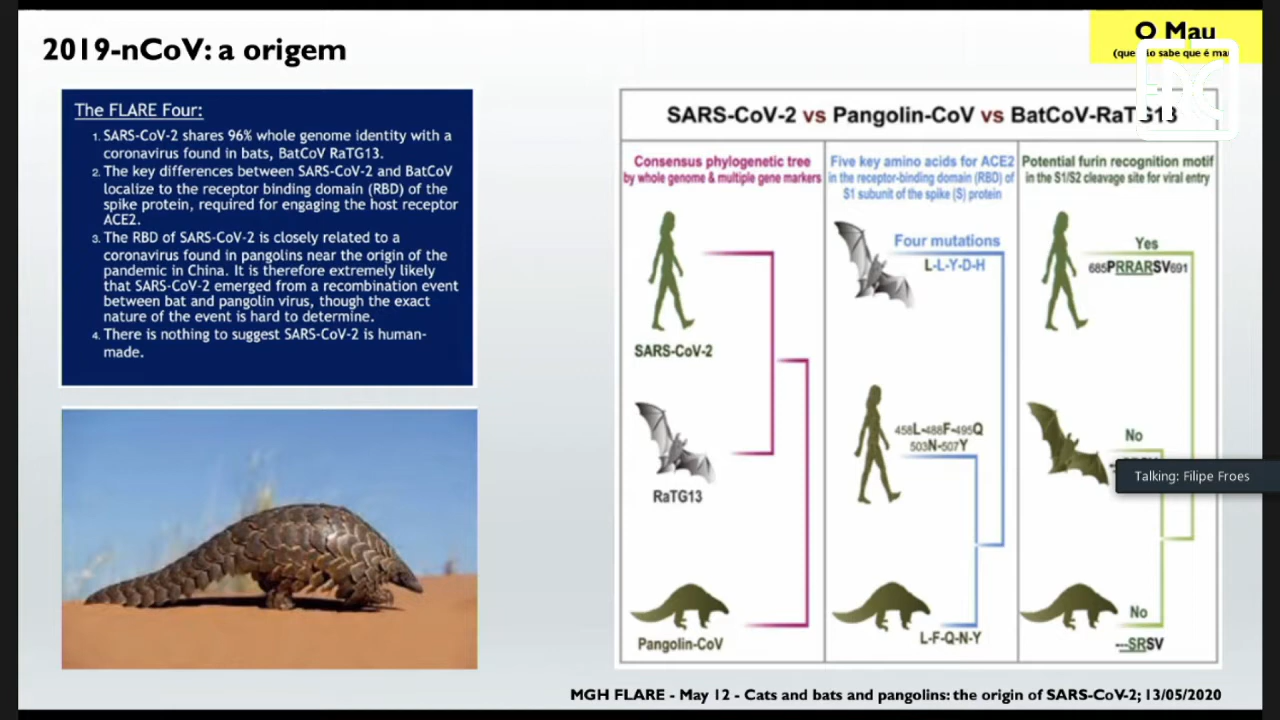 2019-nCoV: a origem
O Mau
The FLARE Four:
1. SARS-CoV-2 shares 96% whole genome identity with a
coronavirus found in bats, BatCoV RaTG13.
2. The key differences between SARS-CoV-2 and BatCoV
localize to the receptor binding domain (RBD) of the
spike protein, required for engaging the host receptor
ACE2.
3. The RBD of SARS-CoV-2 is closely related to a
coronavirus found in pangolins near the origin of the
pandemic in China. It is therefore extremely likely
that SARS-CoV-2 emerged from a recombination event
between bat and pangolin virus, though the exact
nature of the event is hard to determine.
4. There is nothing to suggest SARS-CoV-2 is human-
made.
SARS-CoV-2 vs Pangolin-CoV vs BatCoV-RaTG13
Consensus phylogenetic tree
by whole genome & multiple gene markers
SARS-CoV-2
RaTG13
Pangolin-CoV
Five key amino acids for ACE2
in the receptor-binding domain (RBD) of
S1 subunit of the spike (S) protein
Four mutations
L-L-Y-D-H
458L-488F-495Q
503N-507Y
L-F-Q-N-Y
Potential furin recognition motif
in the S1/S2 cleavage site for viral entry
Yes
685PRRARSV691
No
Talking: Filipe Froes
No
---SRSV
MGH FLARE - May 12 - Cats and bats and pangolins: the origin of SARS-CoV-2; 13/05/2020